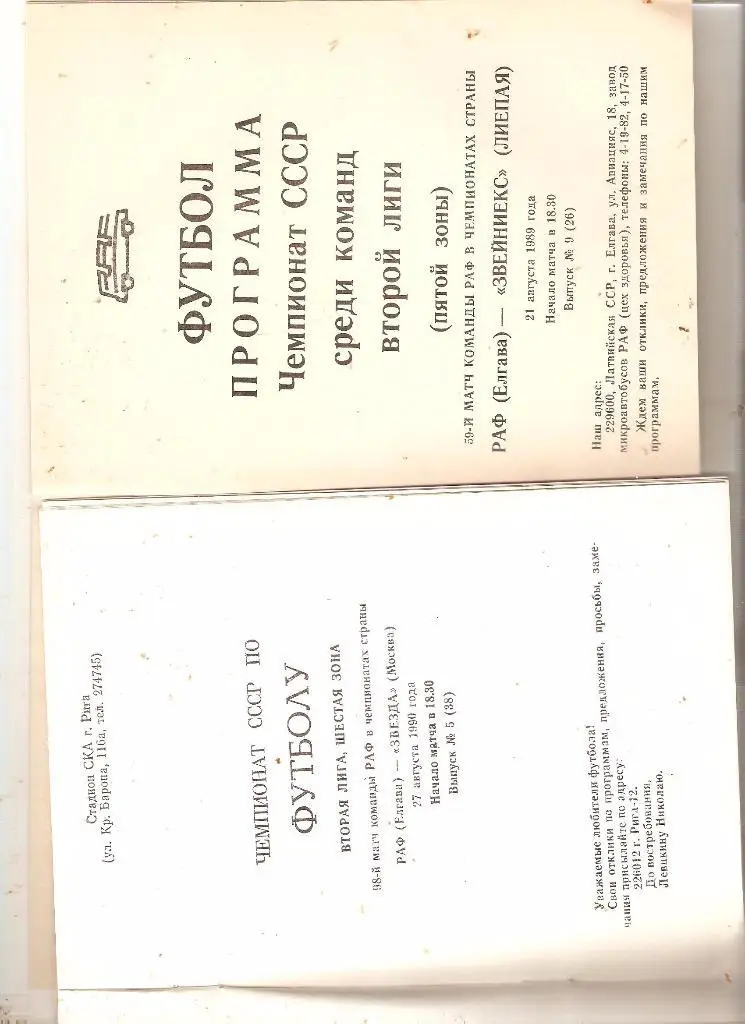 РАФ
ФУТБОЛ
ПРОГРАММА
Чемпионат СССР
среди команд
второй лиги
(пятой зоны)
59-Й МАТЧ КОМАНДЫ РАФ В ЧЕМПИОНАТАХ СТРАНЫ
РАФ (Елгава) — «ЗВЕЙНИЕКС» (ЛИЕПАЯ)
21 августа 1989 года
Начало матча в 18.30
Выпуск № 9 (26)
Наш адрес:
229600, Латвийская ССР, г. Елгава, ул. Авиацияс, 18, завод
микроавтобусов РАФ (цех здоровья), телефоны: 4-19-82, 4-17-50
Ждем ваши отклики, предложения и замечания по нашим
программам.
Стадион СКА г. Рига
(ул. Кр. Барона, 116а, тел. 274745)
ЧЕМПИОНАТ СССР ПО
ФУТБОЛУ
ВТОРАЯ ЛИГА, ШЕСТАЯ ЗОНА
98-й матч команды РАФ в чемпионатах страны
РАФ (Елгава) — «ЗВЕЗДА» (Москва)
27 августа 1990 года
Начало матча в 18.30
Выпуск № 5 (38)
Уважаемые любители футбола!
Свои отклики по программам, предложения, просьбы, заме-
чания присылайте по адресу:
226012 г. Рига-12.
До востребования,
Левцкину Николаю.